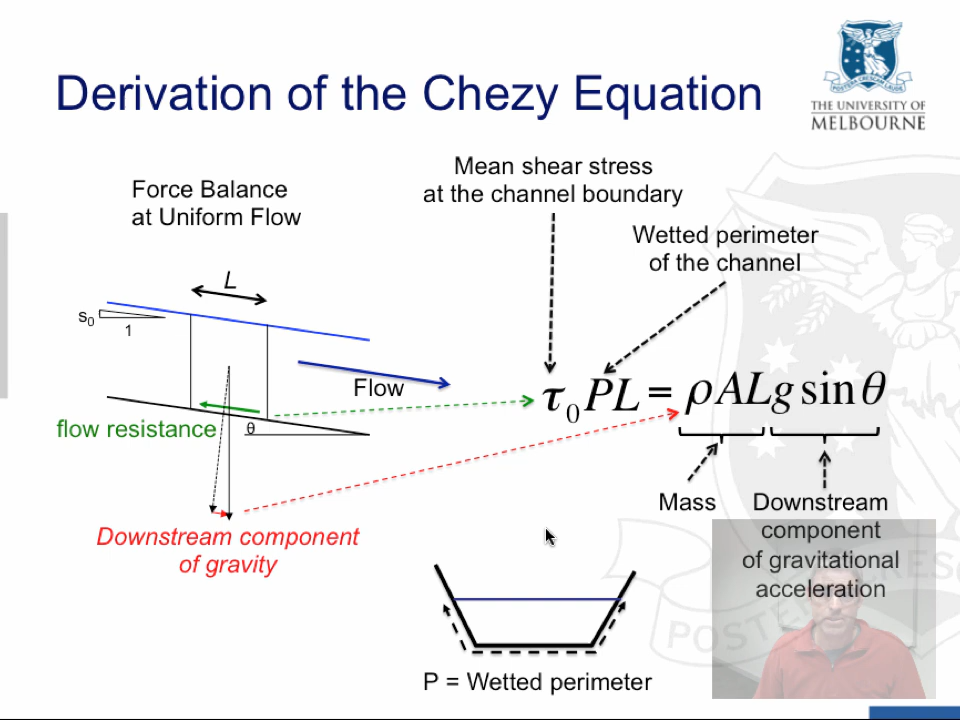 Derivation of the Chezy Equation
THE UNIVERSITY OF
MELBOURNE
Force Balance
at Uniform Flow
Mean shear stress
at the channel boundary
Wetted perimeter
of the channel
L
s₀
1
Flow
flow resistance
θ
τ₀PL = ρALg sin θ
Mass
Downstream
component
of gravitational
acceleration
Downstream component
of gravity
P = Wetted perimeter